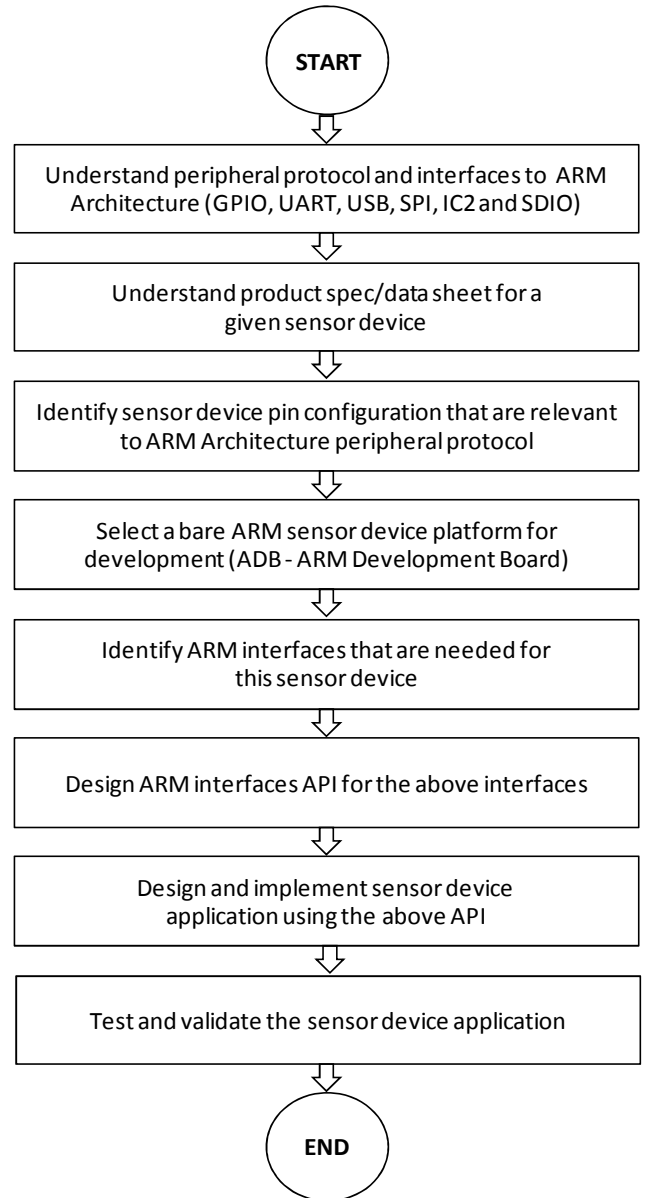 START
Understand peripheral protocol and interfaces to ARM
Architecture (GPIO, UART, USB, SPI, IC2 and SDIO)
Understand product spec/data sheet for a
given sensor device
Identify sensor device pin configuration that are relevant
to ARM Architecture peripheral protocol
Select a bare ARM sensor device platform for
development (ADB - ARM Development Board)
Identify ARM interfaces that are needed for
this sensor device
Design ARM interfaces API for the above interfaces
Design and implement sensor device
application using the above API
Test and validate the sensor device application
END